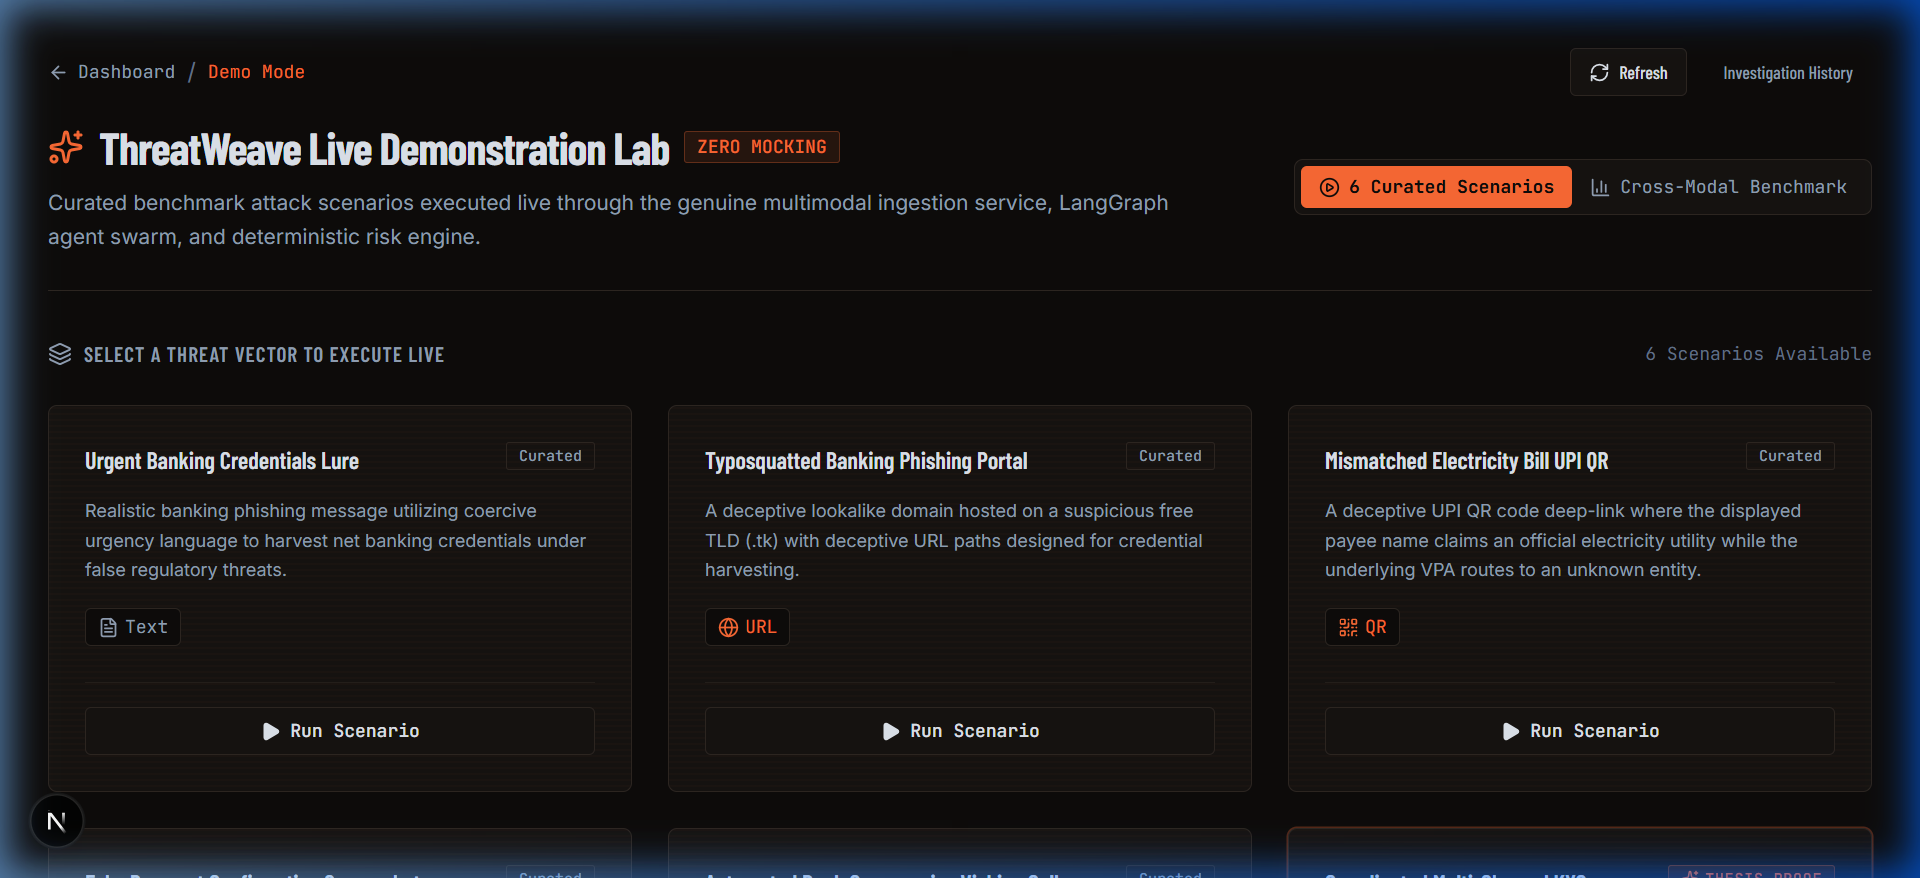 Dashboard / Demo Mode
Refresh
Investigation History
ThreatWeave Live Demonstration Lab
ZERO MOCKING
Curated benchmark attack scenarios executed live through the genuine multimodal ingestion service, LangGraph
agent swarm, and deterministic risk engine.
6 Curated Scenarios
Cross-Modal Benchmark
SELECT A THREAT VECTOR TO EXECUTE LIVE
6 Scenarios Available
Urgent Banking Credentials Lure
Curated
Realistic banking phishing message utilizing coercive
urgency language to harvest net banking credentials under
false regulatory threats.
Text
Run Scenario
Typosquatted Banking Phishing Portal
Curated
A deceptive lookalike domain hosted on a suspicious free
TLD (.tk) with deceptive URL paths designed for credential
harvesting.
URL
Run Scenario
Mismatched Electricity Bill UPI QR
Curated
A deceptive UPI QR code deep-link where the displayed
payee name claims an official electricity utility while the
underlying VPA routes to an unknown entity.
QR
Run Scenario
N
Curated
Curated
THESIS PROOF